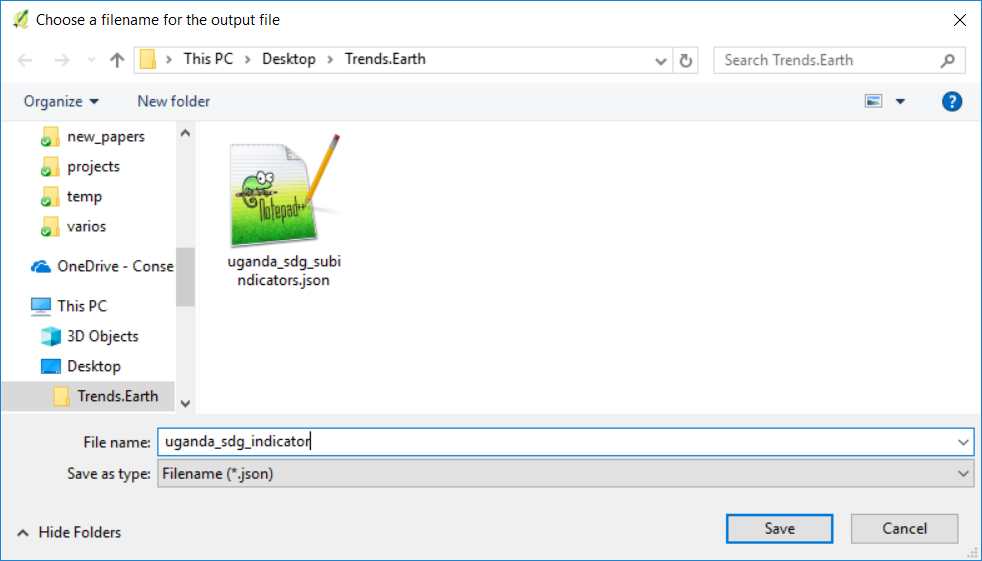 Choose a filename for the output file
This PC Desktop Trends.Earth
Search Trends.Earth
Organize New folder
?
new_papers
projects
temp
varios
OneDrive - Conse
This PC
3D Objects
Desktop
Trends.Earth
Notepad++
uganda_sdg_subi
ndicators.json
File name: uganda_sdg_indicator
Save as type: Filename (*.json)
Hide Folders Save Cancel